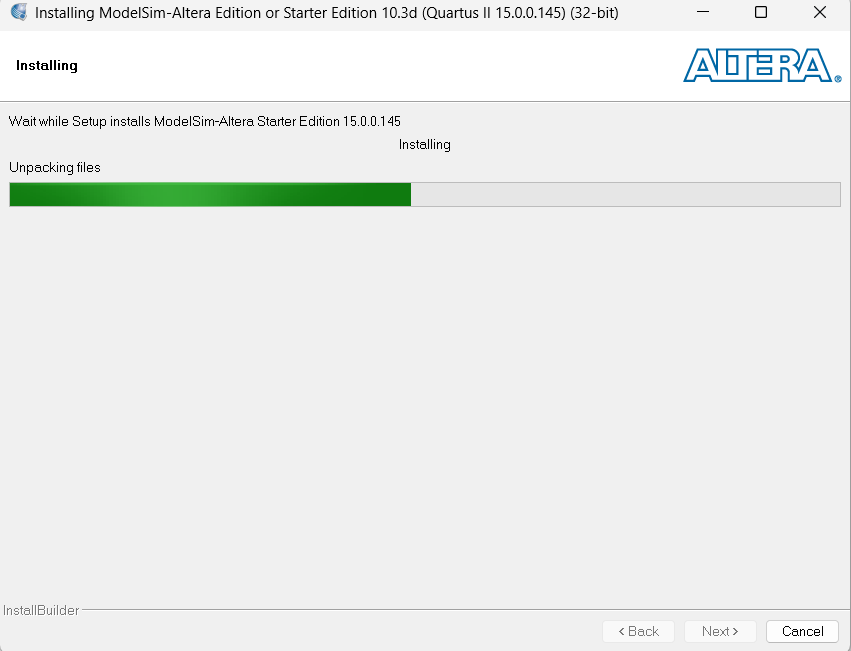 Installing ModelSim-Altera Edition or Starter Edition 10.3d (Quartus II 15.0.0.145) (32-bit)
Installing
ALTERA®
Wait while Setup installs ModelSim-Altera Starter Edition 15.0.0.145
Installing
Unpacking files
InstallBuilder
< Back Next > Cancel